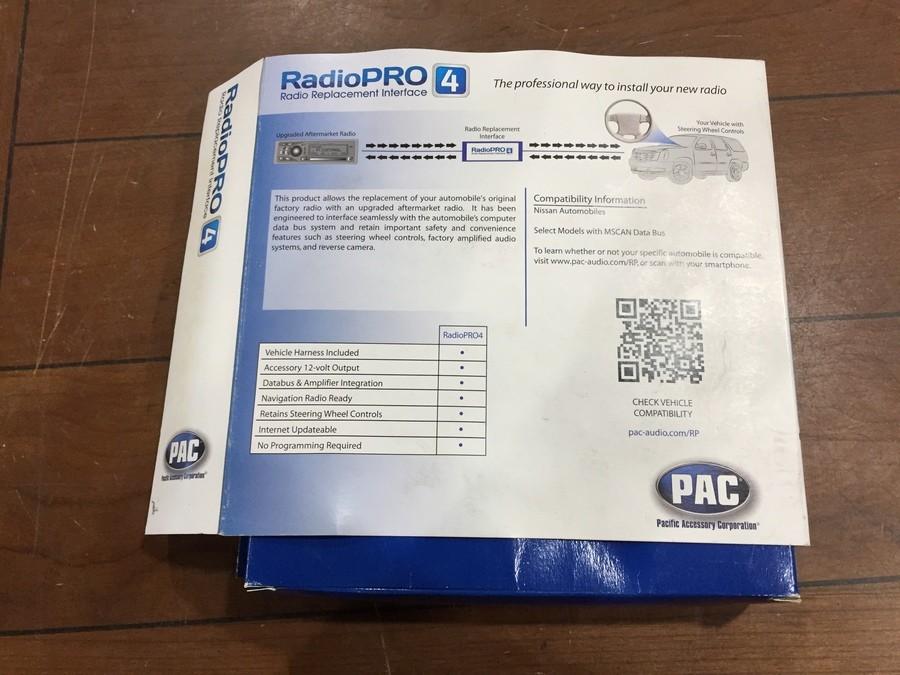 RadioPRO 4
Radio Replacement Interface
The professional way to install your new radio
Upgraded Aftermarket Radio
Radio Replacement
Interface
RadioPRO 4
Your Vehicle with
Steering Wheel Controls
This product allows the replacement of your automobile's original
factory radio with an upgraded aftermarket radio. It has been
engineered to interface seamlessly with the automobile's computer
data bus system and retain important safety and convenience
features such as steering wheel controls, factory amplified audio
systems, and reverse camera.
Compatibility Information
Nissan Automobiles
Select Models with MSCAN Data Bus
To learn whether or not your specific automobile is compatible,
visit www.pac-audio.com/RP, or scan with your smartphone.
RadioPRO4
Vehicle Harness Included •
Accessory 12-volt Output •
Databus & Amplifier Integration •
Navigation Radio Ready •
Retains Steering Wheel Controls •
Internet Updateable •
No Programming Required •
CHECK VEHICLE
COMPATIBILITY
pac-audio.com/RP
PAC
Pacific Accessory Corporation®
RadioPRO 4
Radio Replacement Interface
PAC
Pacific Accessory Corporation®